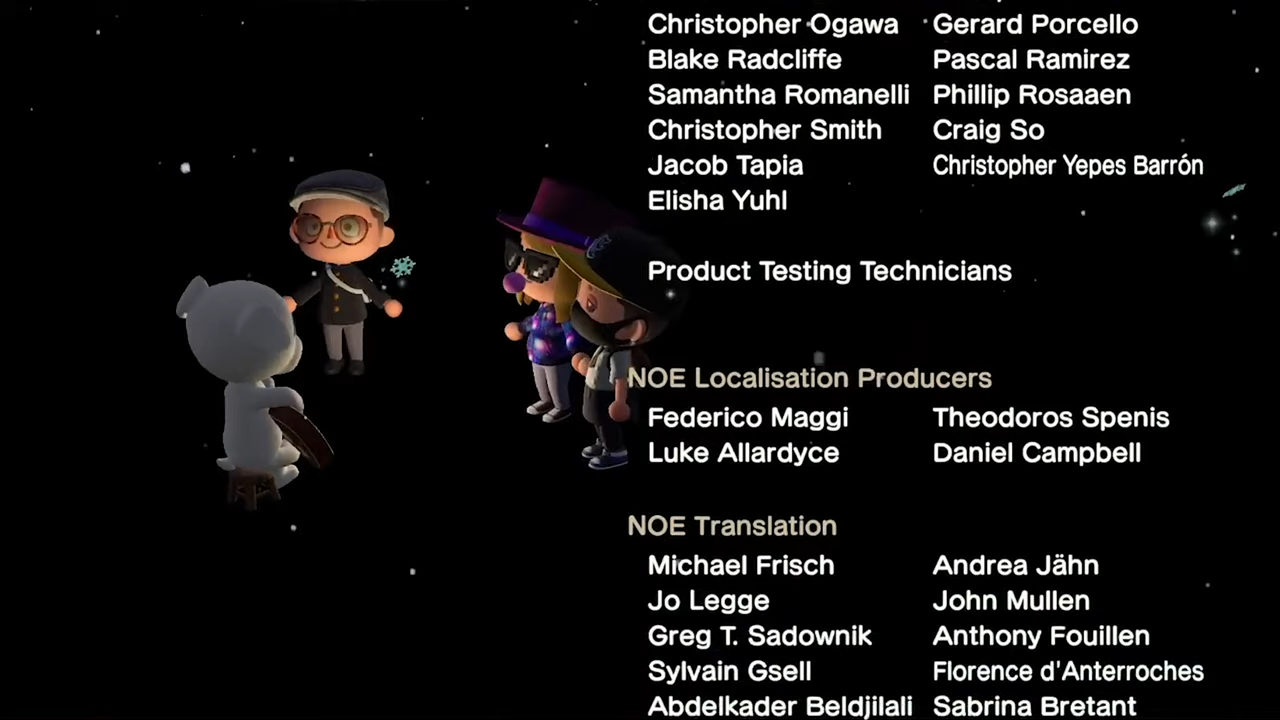 Christopher Ogawa Gerard Porcello
Blake Radcliffe Pascal Ramirez
Samantha Romanelli Phillip Rosaaen
Christopher Smith Craig So
Jacob Tapia Christopher Yepes Barrón
Elisha Yuhl
Product Testing Technicians
NOE Localisation Producers
Federico Maggi Theodoros Spenis
Luke Allardyce Daniel Campbell
NOE Translation
Michael Frisch Andrea Jähn
Jo Legge John Mullen
Greg T. Sadownik Anthony Fouillen
Sylvain Gsell Florence d'Anterroches
Abdelkader Beldjilali Sabrina Bretant